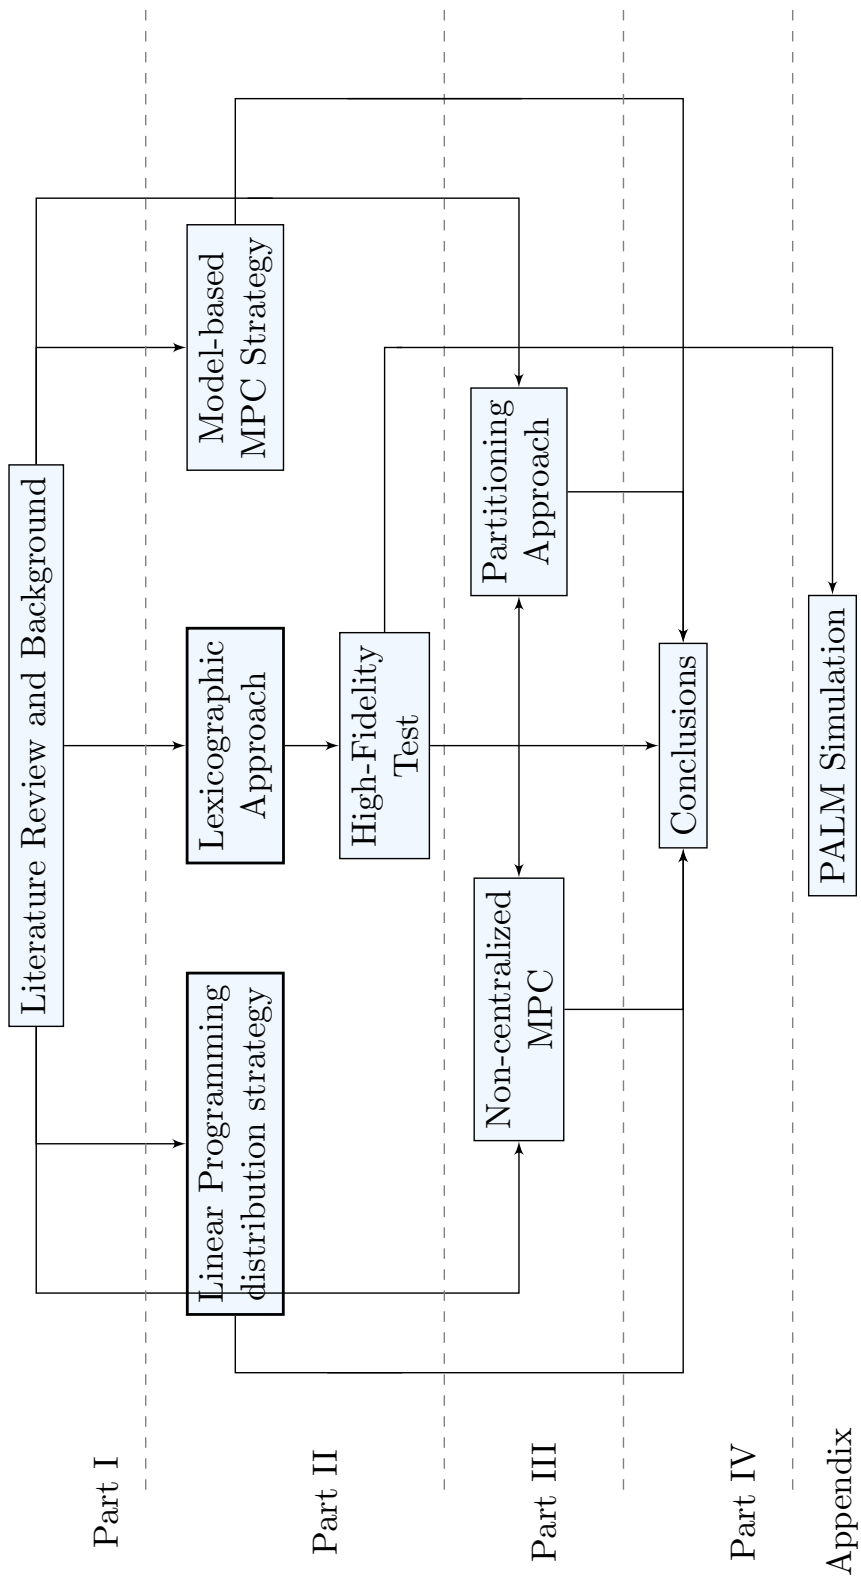 Literature Review and Background
Part I
Linear Programming
distribution strategy
Lexicographic
Approach
Model-based
MPC Strategy
High-Fidelity
Test
Part II
Non-centralized
MPC
Partitioning
Approach
Part III
Conclusions
Part IV
PALM Simulation
Appendix